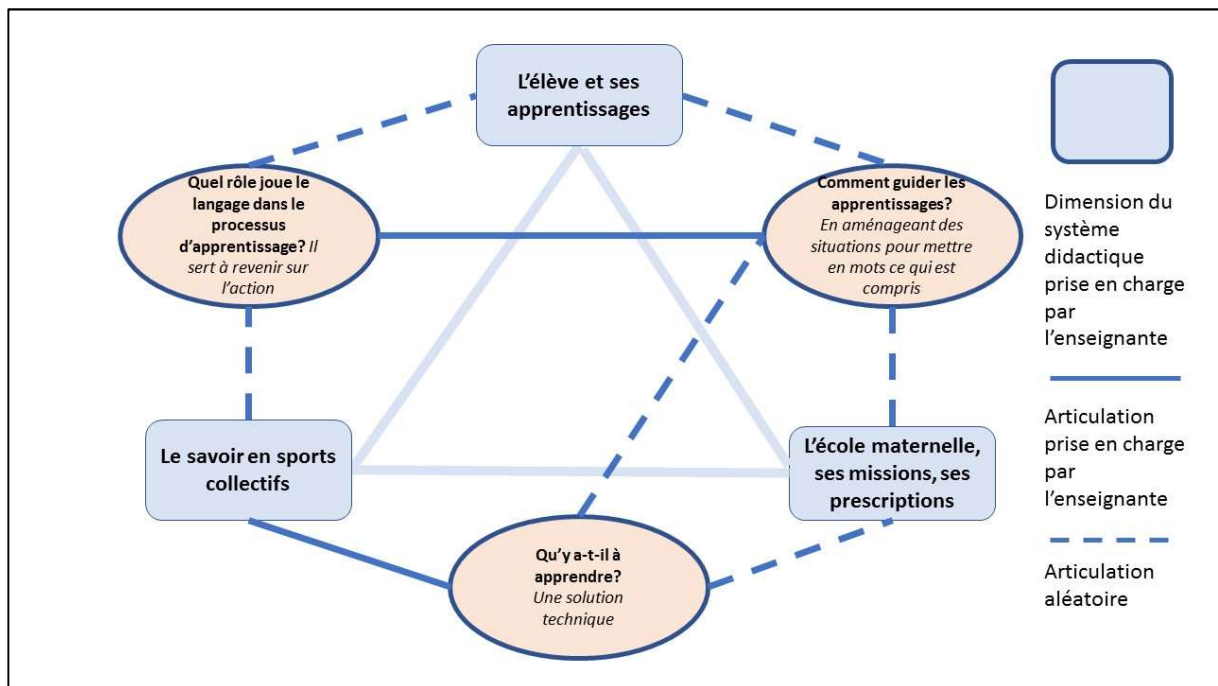 L’élève et ses
apprentissages
Quel rôle joue le
langage dans le
processus
d’apprentissage? Il
sert à revenir sur
l’action
Comment guider les
apprentissages?
En aménageant des
situations pour mettre
en mots ce qui est
compris
Le savoir en sports
collectifs
L’école maternelle,
ses missions, ses
prescriptions
Qu’y a-t-il à
apprendre?
Une solution
technique
Dimension du
système
didactique
prise en charge
par
l’enseignante
Articulation
prise en charge
par
l’enseignante
Articulation
aléatoire